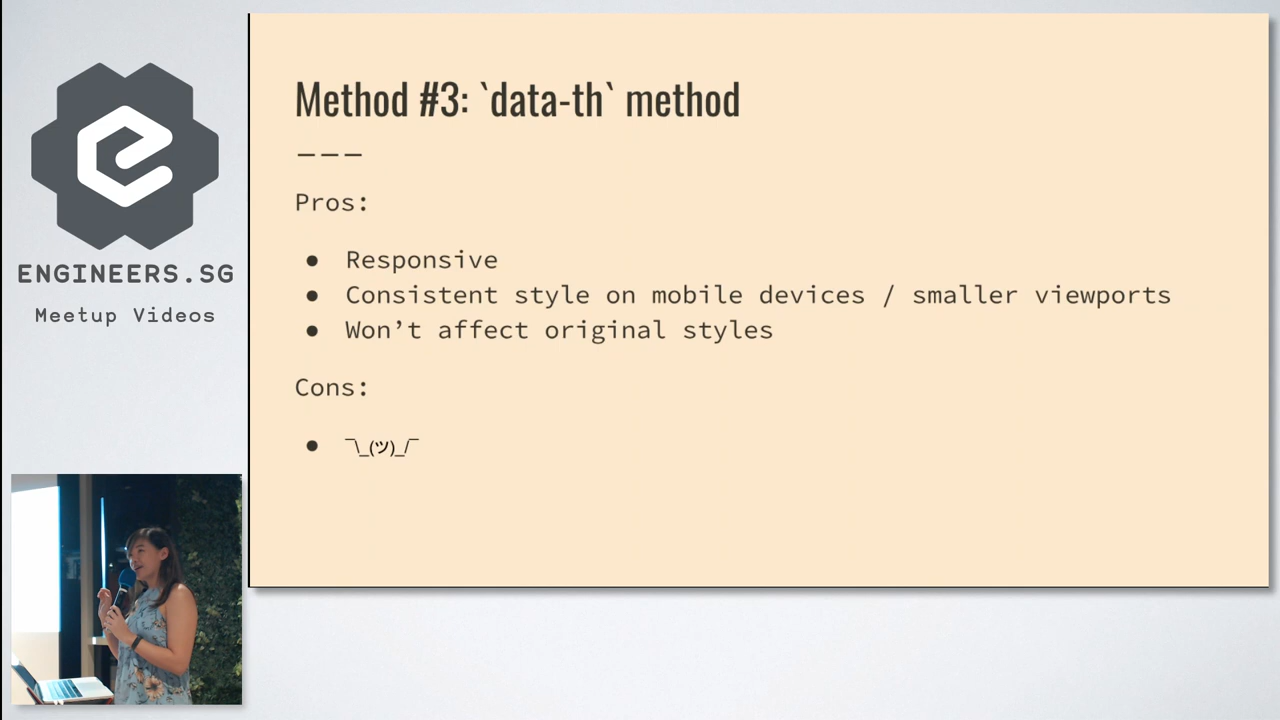 ENGINEERS.SG
Meetup Videos
Method #3: `data-th` method
———
Pros:
● Responsive
● Consistent style on mobile devices / smaller viewports
● Won’t affect original styles
Cons:
● ¯\_(ツ)_/¯